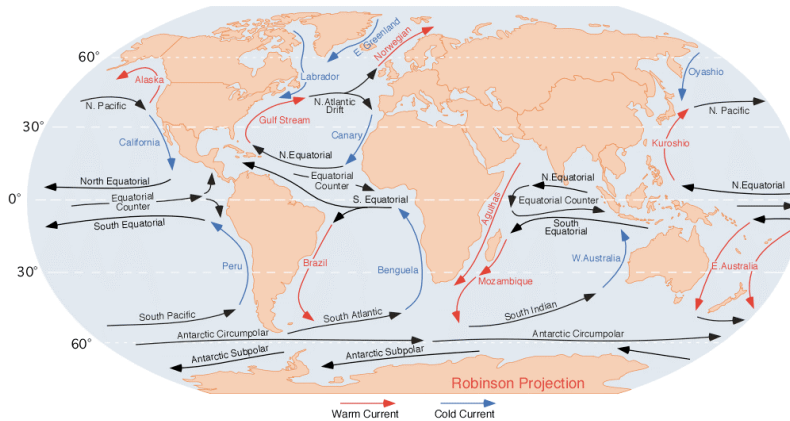 60°
E. Greenland
Norwegian
Alaska
Labrador
Oyashio
N. Pacific
N. Atlantic
Drift
N. Pacific
Gulf Stream
30°
California
Canary
Kuroshio
N.Equatorial
North Equatorial
Equatorial
Counter
N.Equatorial
N.Equatorial
0°
Equatorial
Counter
S. Equatorial
Agulhas
Equatorial Counter
South Equatorial
South
Equatorial
Peru
Brazil
Benguela
Mozambique
W.Australia
E.Australia
30°
South Pacific
South Atlantic
South Indian
Antarctic Circumpolar
Antarctic Circumpolar
60°
Antarctic Subpolar
Antarctic Subpolar
Robinson Projection
Warm Current
Cold Current